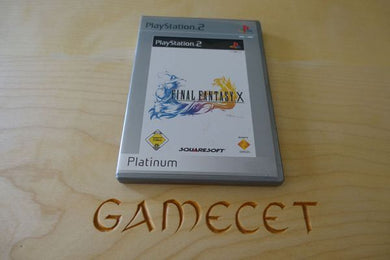 PlayStation 2
PlayStation 2
FINAL FANTASY X
SQUARESOFT
Platinum
GAMECET